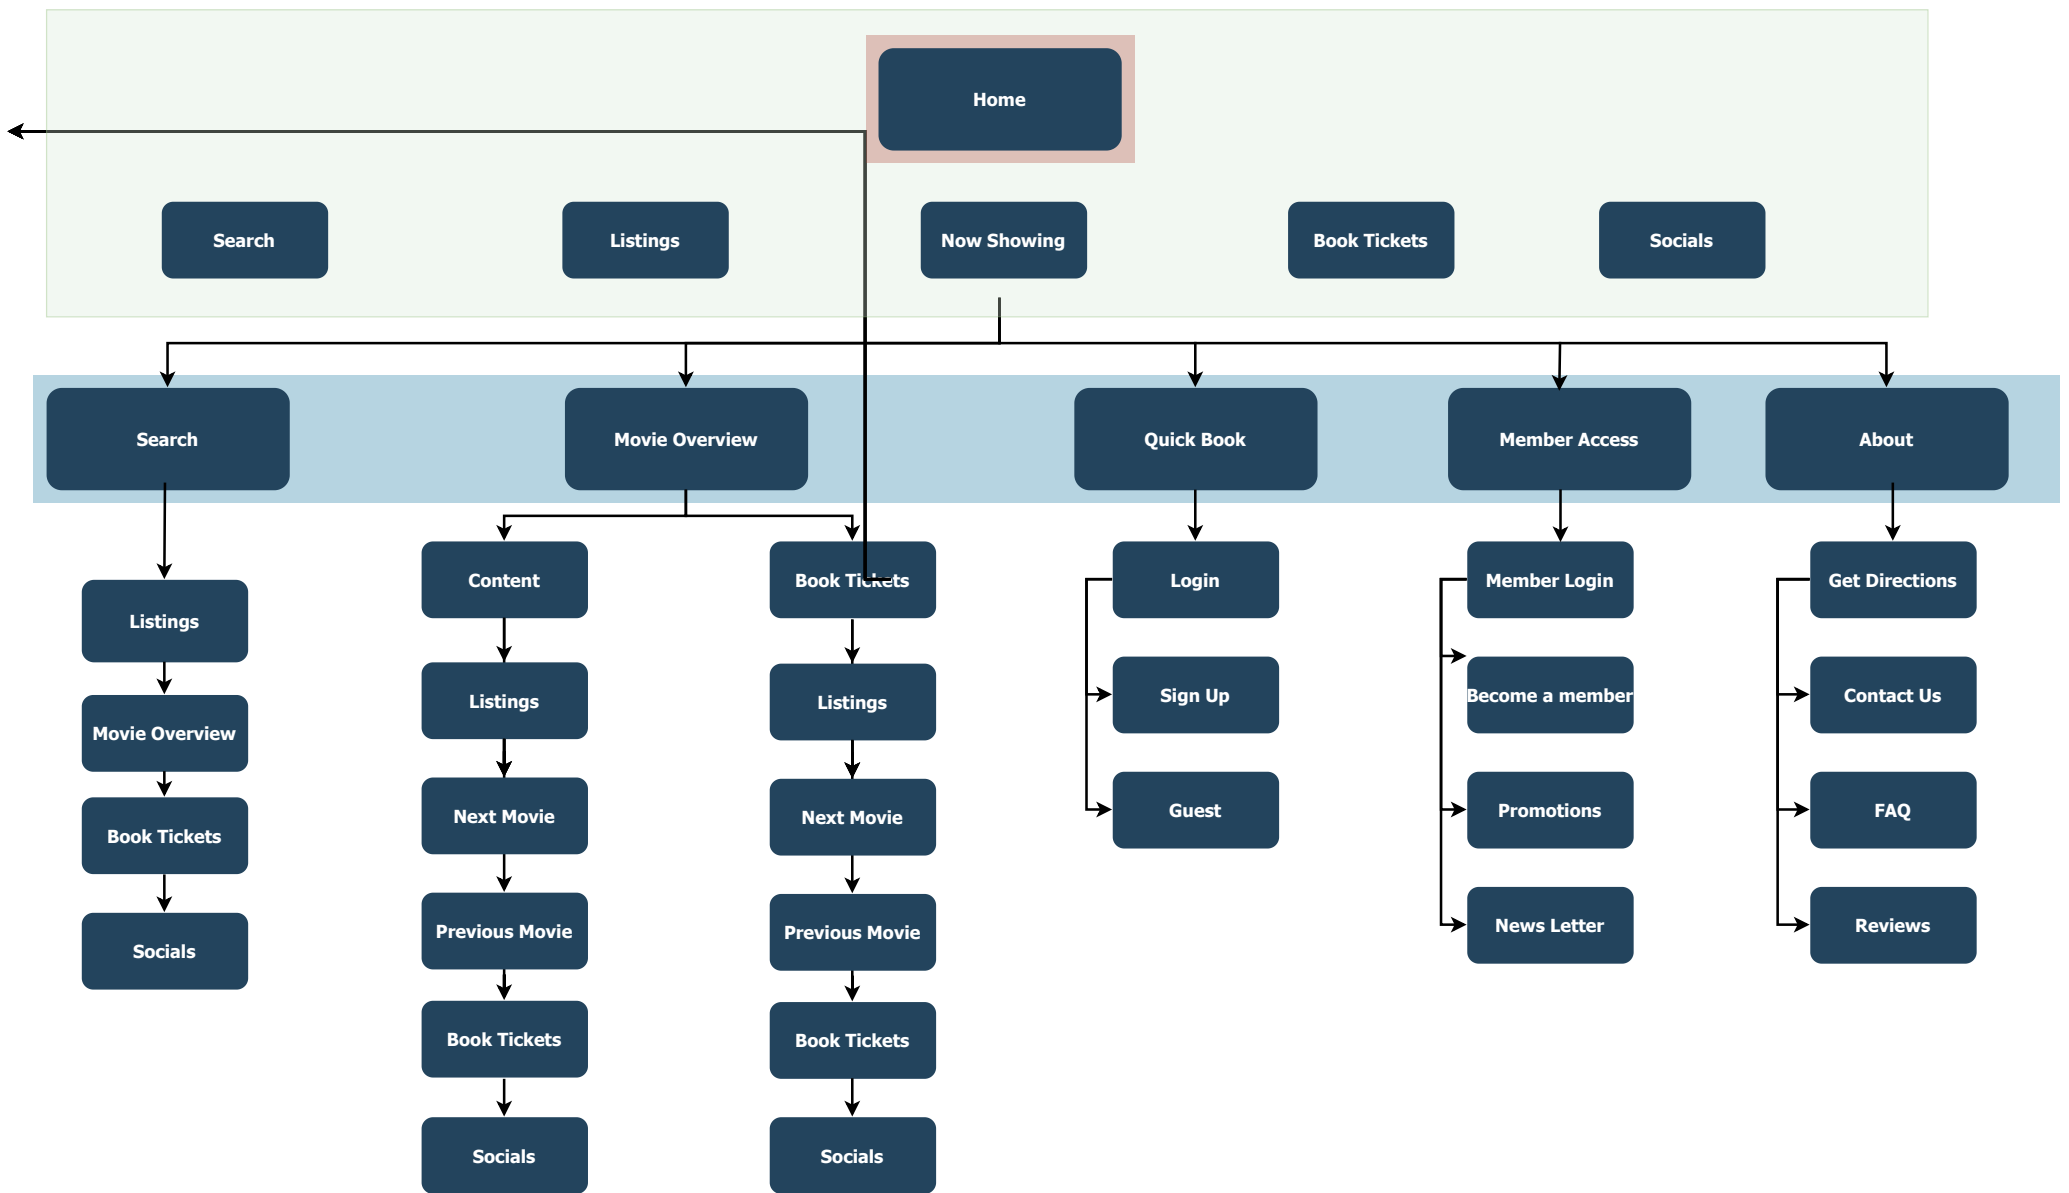 Home
Search
Listings
Now Showing
Book Tickets
Socials
Search
Movie Overview
Quick Book
Member Access
About
Listings
Movie Overview
Book Tickets
Socials
Content
Listings
Next Movie
Previous Movie
Book Tickets
Socials
Book Tickets
Listings
Next Movie
Previous Movie
Book Tickets
Socials
Login
Sign Up
Guest
Member Login
Become a member
Promotions
News Letter
Get Directions
Contact Us
FAQ
Reviews